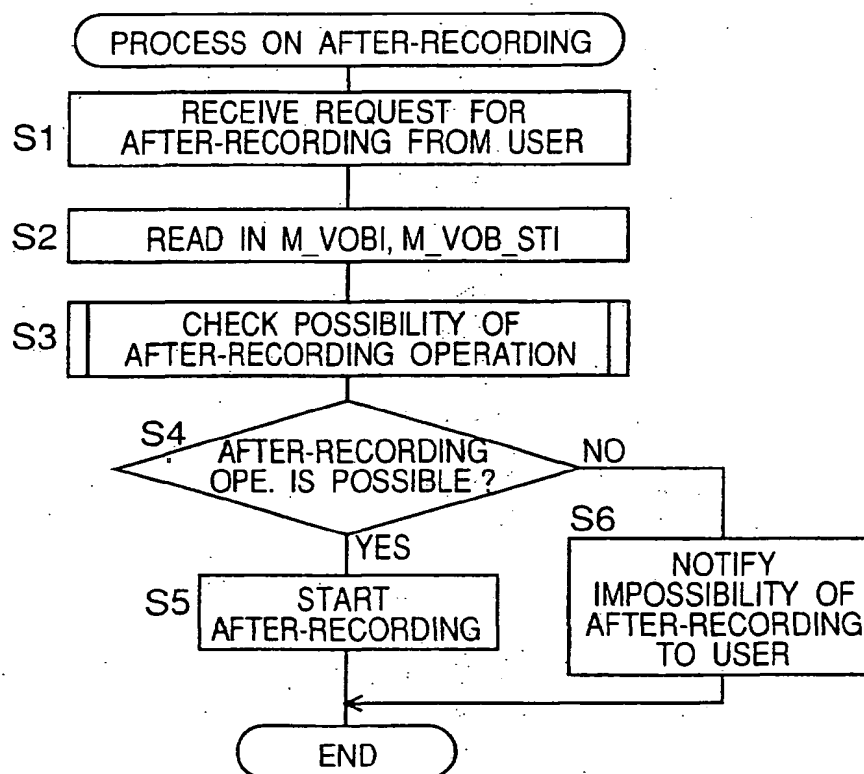 PROCESS ON AFTER-RECORDING
S1
RECEIVE REQUEST FOR
AFTER-RECORDING FROM USER
S2
READ IN M_VOBI, M_VOB_STI
S3
CHECK POSSIBILITY OF
AFTER-RECORDING OPERATION
S4
AFTER-RECORDING
OPE. IS POSSIBLE?
NO
YES
S5
START
AFTER-RECORDING
S6
NOTIFY
IMPOSSIBILITY OF
AFTER-RECORDING
TO USER
END